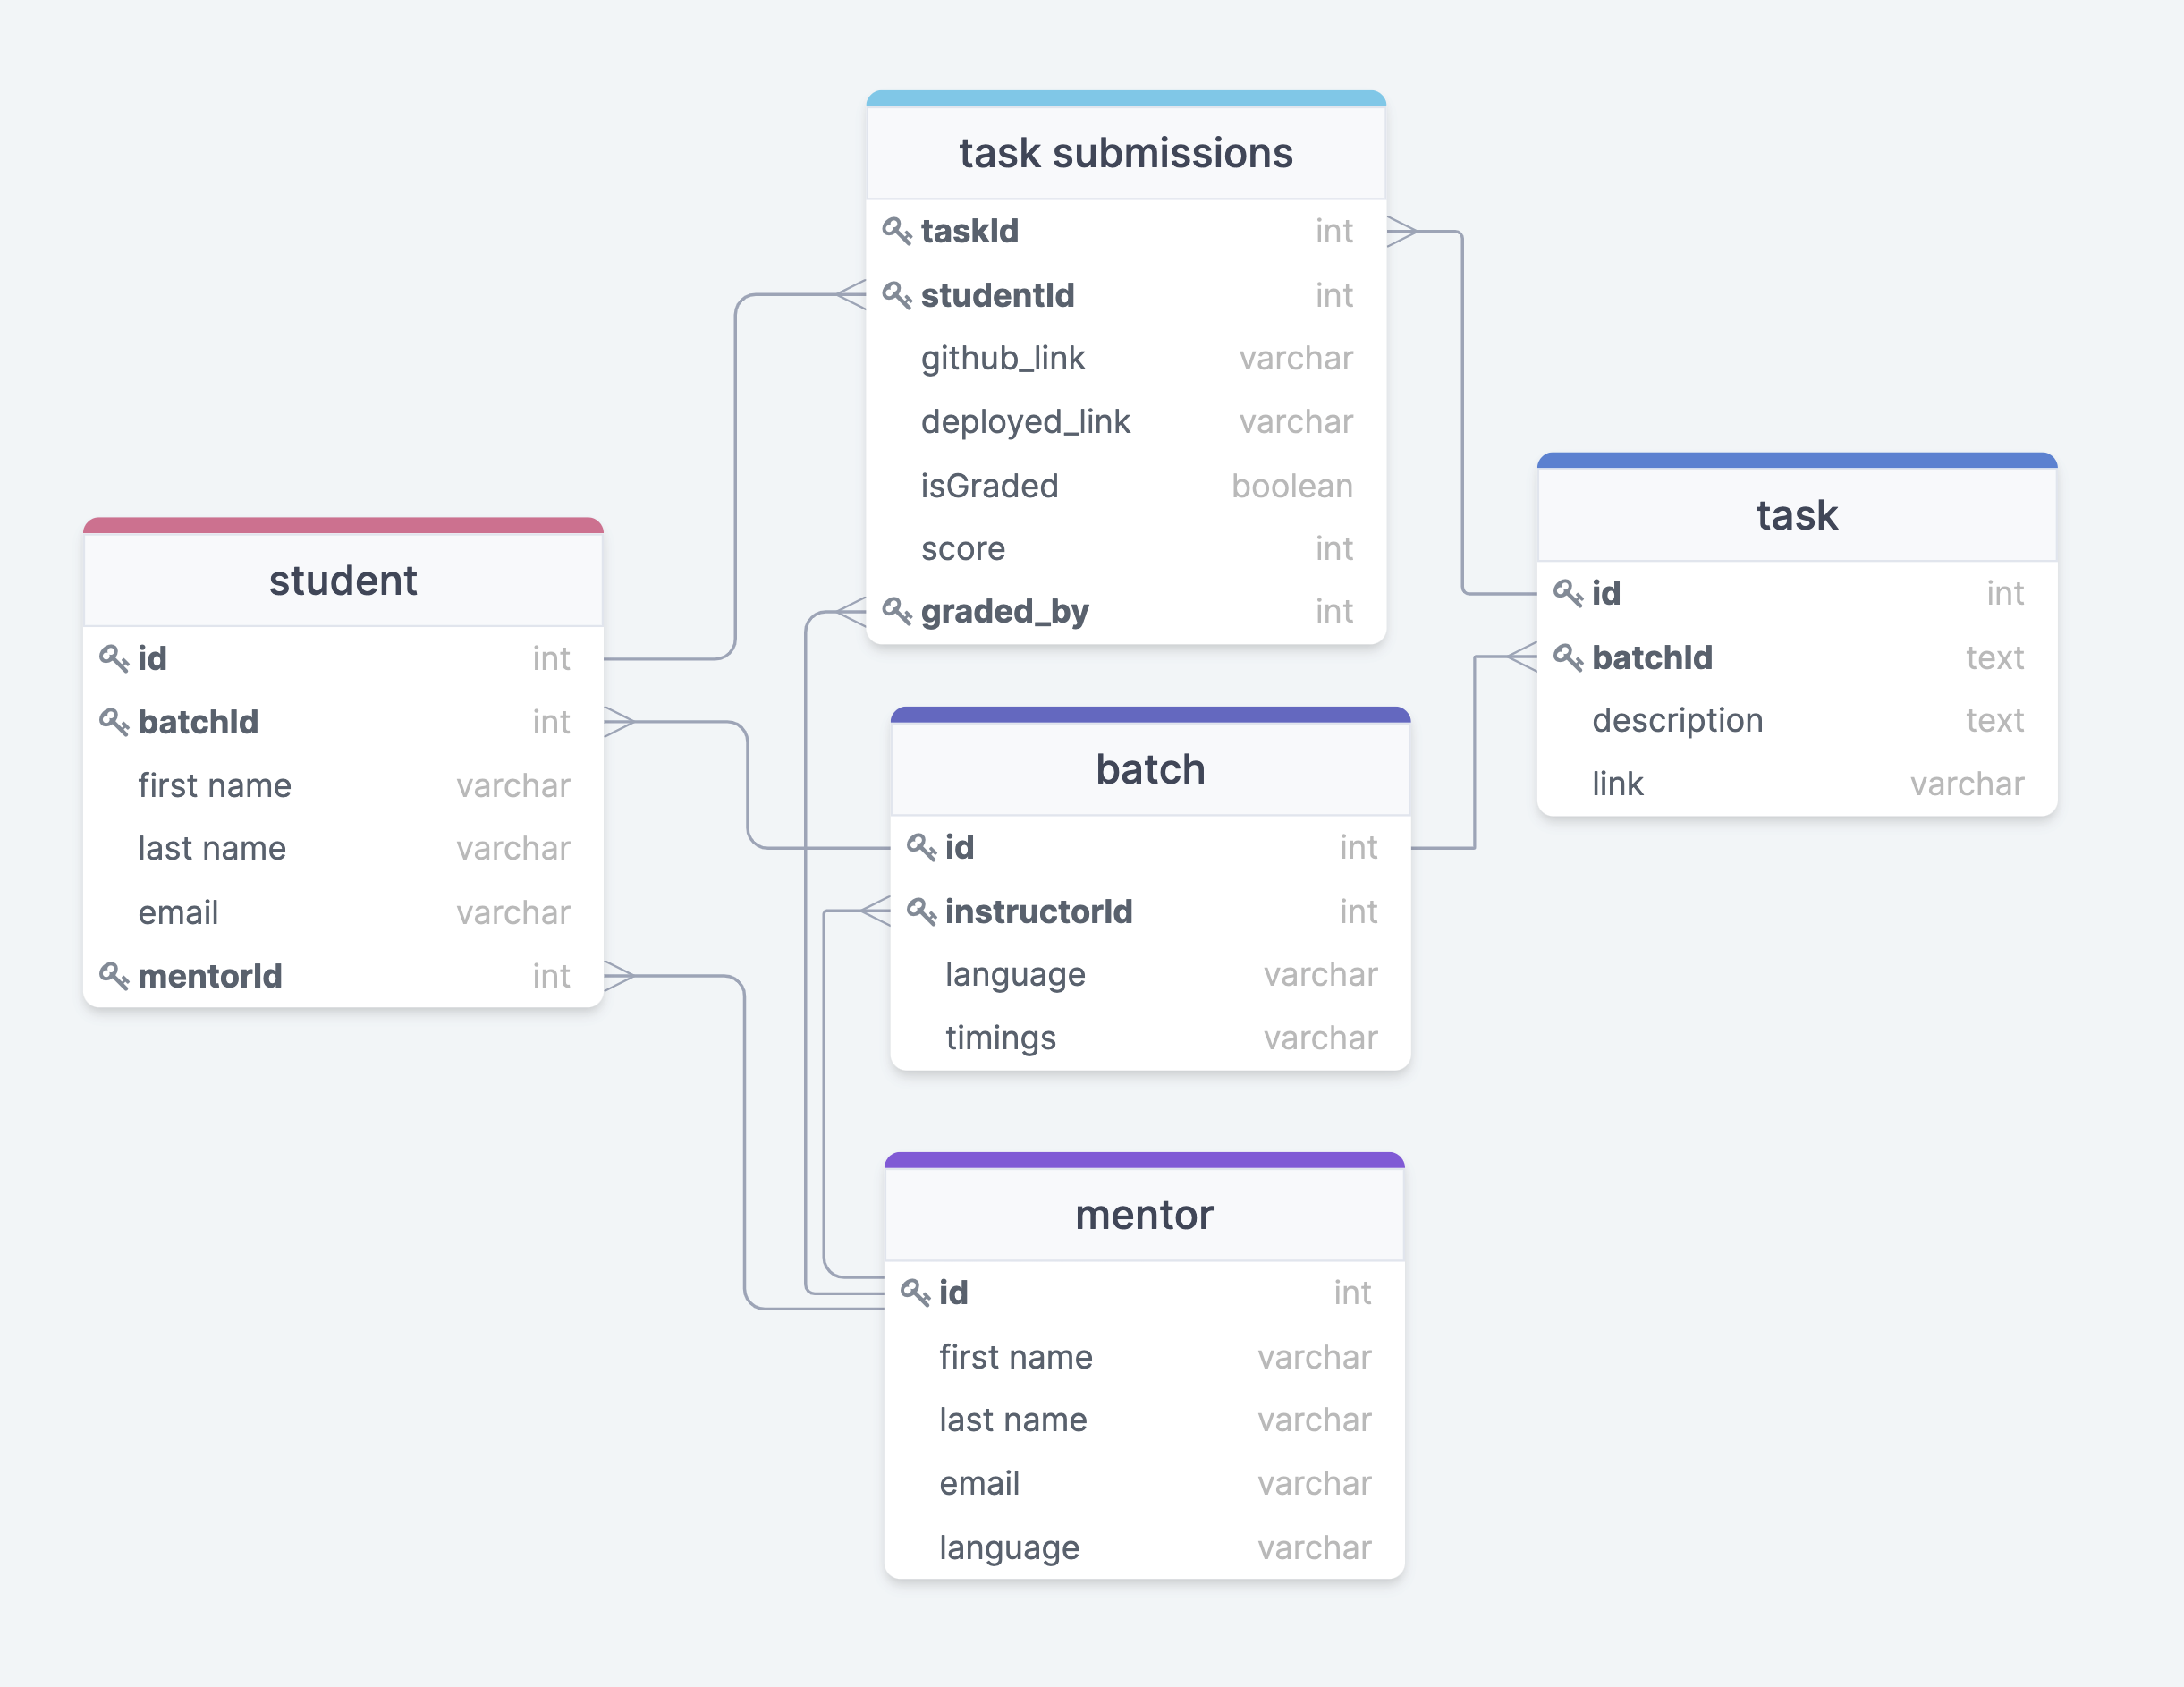 task submissions
taskId int
studentId int
github_link varchar
deployed_link varchar
isGraded boolean
score int
graded_by int
student
id int
batchId int
first name varchar
last name varchar
email varchar
mentorId int
batch
id int
instructorId int
language varchar
timings varchar
task
id int
batchId text
description text
link varchar
mentor
id int
first name varchar
last name varchar
email varchar
language varchar